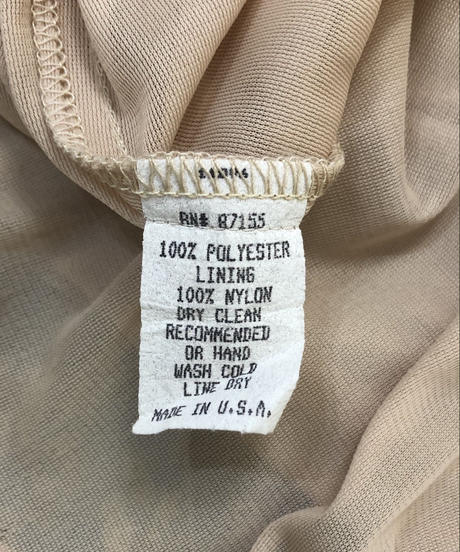 RN# 87155
100% POLYESTER
LINING
100% NYLON
DRY CLEAN
RECOMMENDED
OR HAND
WASH COLD
LINE DRY
MADE IN U.S.A.